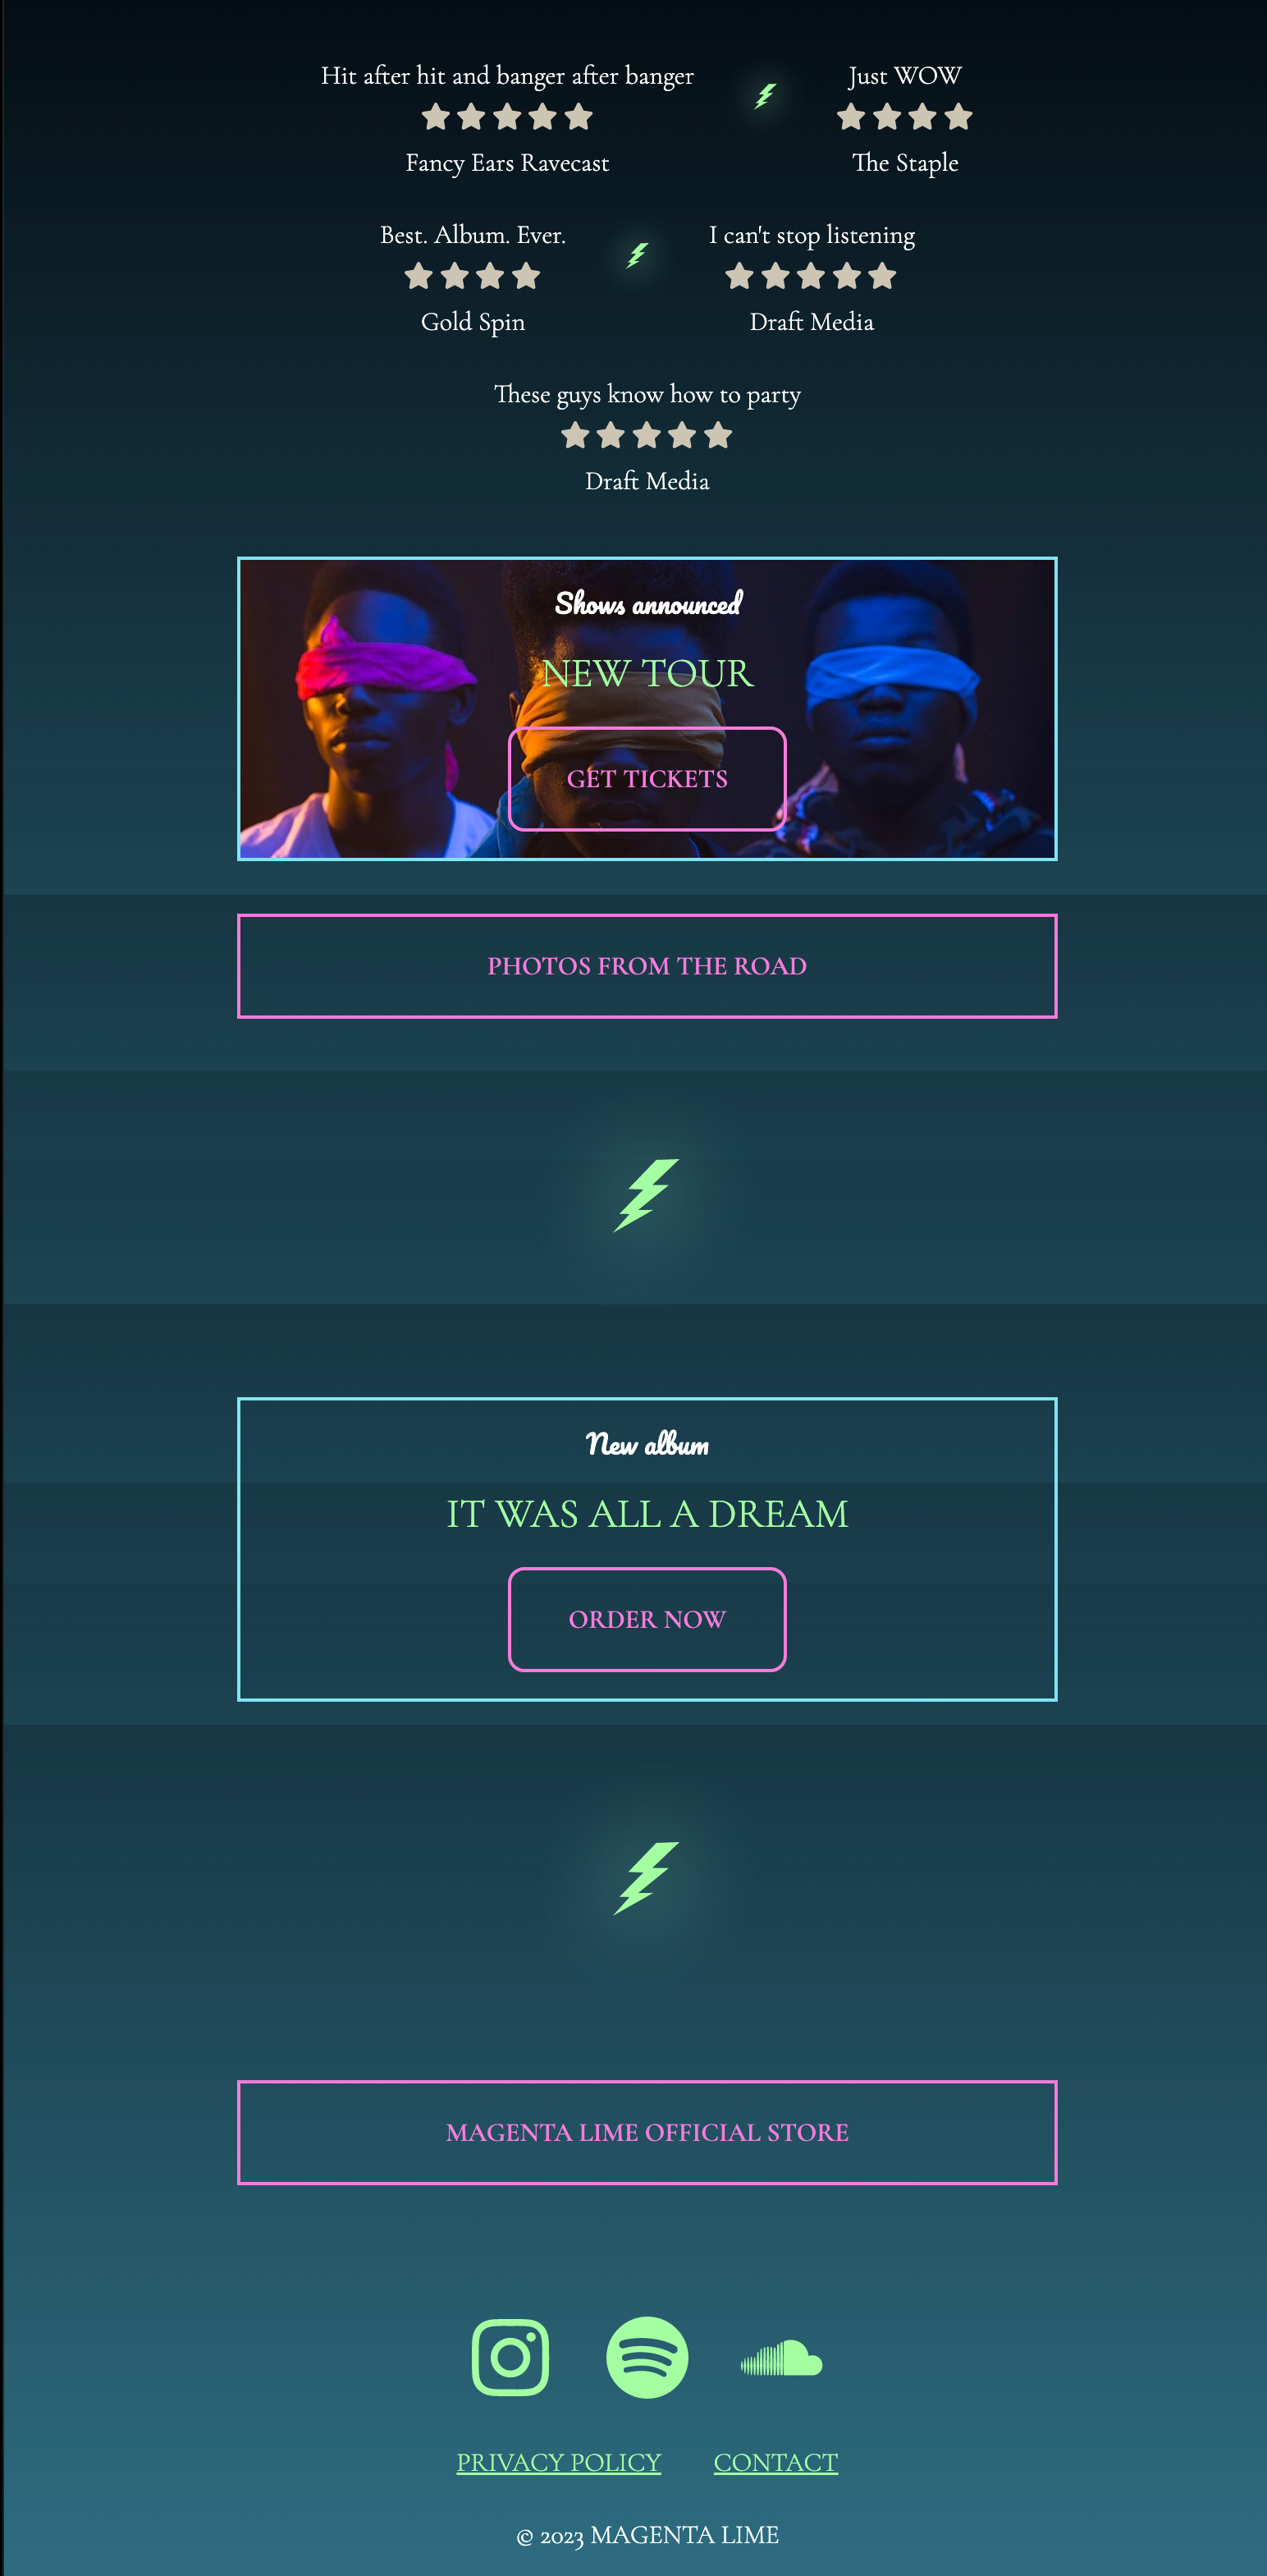 Hit after hit and banger after banger
Fancy Ears Ravecast
Just WOW
The Staple
Best. Album. Ever.
Gold Spin
I can't stop listening
Draft Media
These guys know how to party
Draft Media
Shows announced
NEW TOUR
GET TICKETS
PHOTOS FROM THE ROAD
New album
IT WAS ALL A DREAM
ORDER NOW
MAGENTA LIME OFFICIAL STORE
PRIVACY POLICY
CONTACT
© 2023 MAGENTA LIME